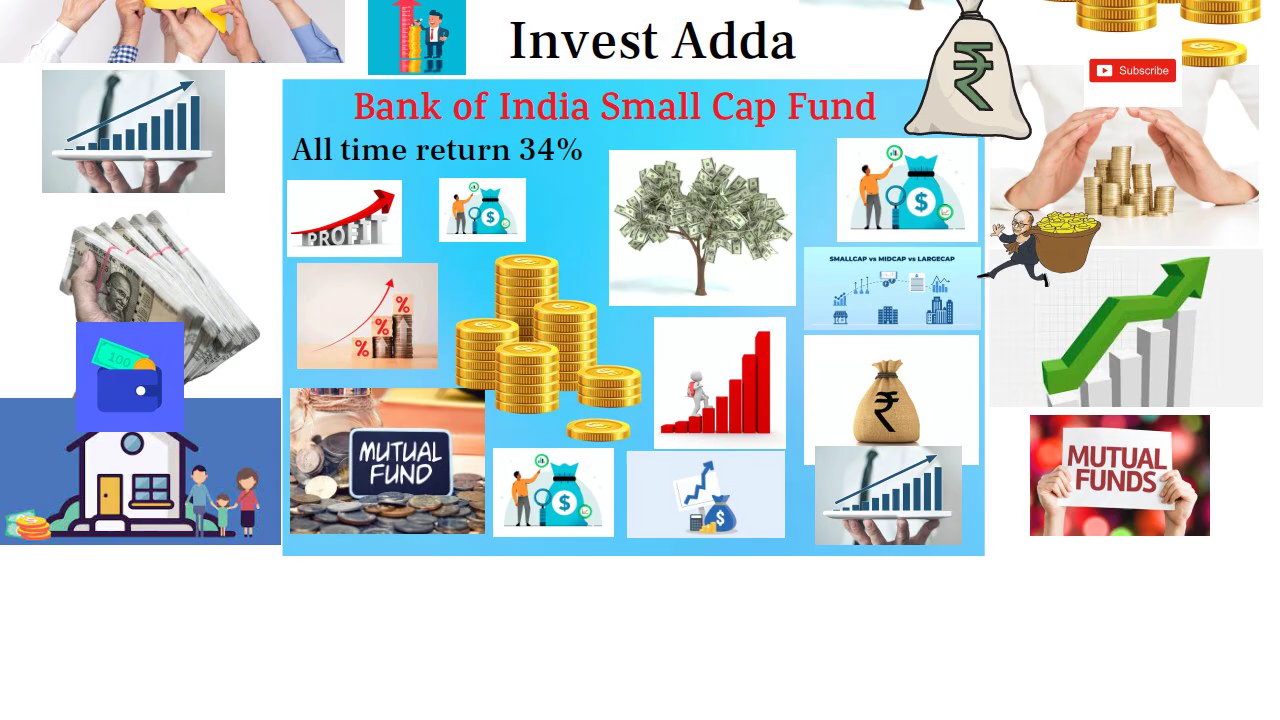 Invest Adda
Subscribe
Bank of India Small Cap Fund
All time return 34%
PROFIT
SMALLCAP vs MIDCAP vs LARGECAP
%
%
%
100
₹
₹
$
$
$
$
MUTUAL
FUND
MUTUAL
FUNDS